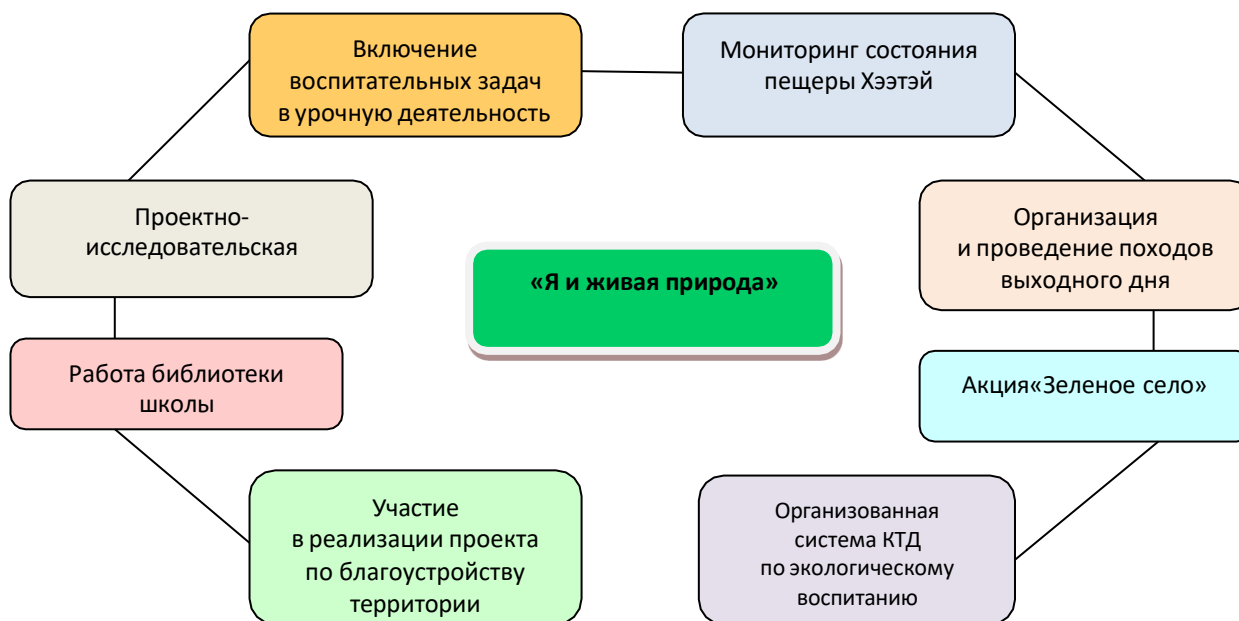 Включение
воспитательных задач
в урочную деятельность
Мониторинг состояния
пещеры Хээтэй
Проектно-
исследовательская
Организация
и проведение походов
выходного дня
«Я и живая природа»
Работа библиотеки
школы
Акция«Зеленое село»
Участие
в реализации проекта
по благоустройству
территории
Организованная
система КТД
по экологическому
воспитанию